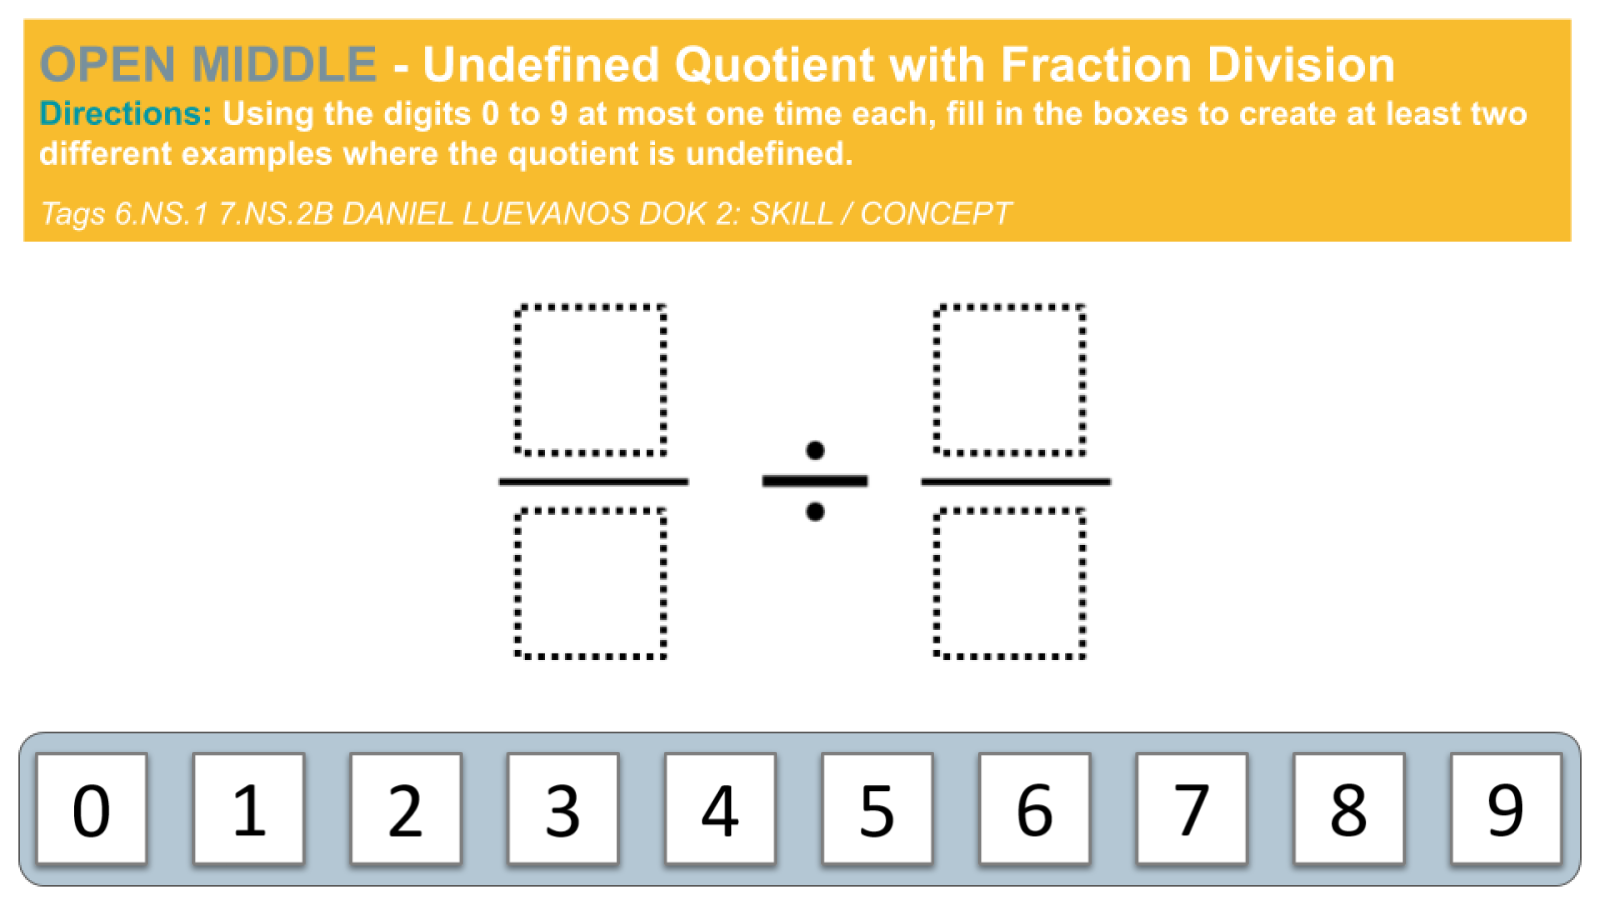 OPEN MIDDLE - Undefined Quotient with Fraction Division
Directions: Using the digits 0 to 9 at most one time each, fill in the boxes to create at least two
different examples where the quotient is undefined.
Tags 6.NS.1 7.NS.2B DANIEL LUEVANOS DOK 2: SKILL / CONCEPT
÷
0 1 2 3 4 5 6 7 8 9